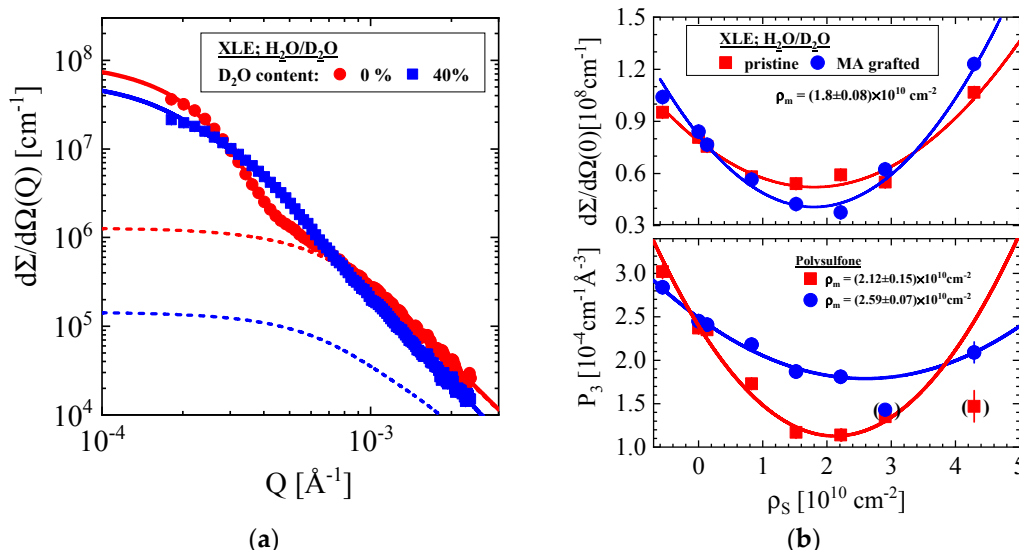 10⁸
10⁷
10⁶
10⁵
10⁴
10⁻⁴
10⁻³
dΣ/dΩ(Q) [cm⁻¹]
Q [Å⁻¹]
XLE; H₂O/D₂O
D₂O content: 0 % 40%
(a)
1.5
1.2
0.9
0.6
0.3
dΣ/dΩ(0)[10⁸cm⁻¹]
XLE; H₂O/D₂O
pristine MA grafted
ρₘ = (1.8±0.08)×10¹⁰ cm⁻²
3.0
2.5
2.0
1.5
1.0
P₃ [10⁻⁴cm⁻¹Å⁻³]
Polysulfone
ρₘ = (2.12±0.15)×10¹⁰cm⁻²
ρₘ = (2.59±0.07)×10¹⁰cm⁻²
( )
( )
0 1 2 3 4 5
ρS [10¹⁰ cm⁻²]
(b)